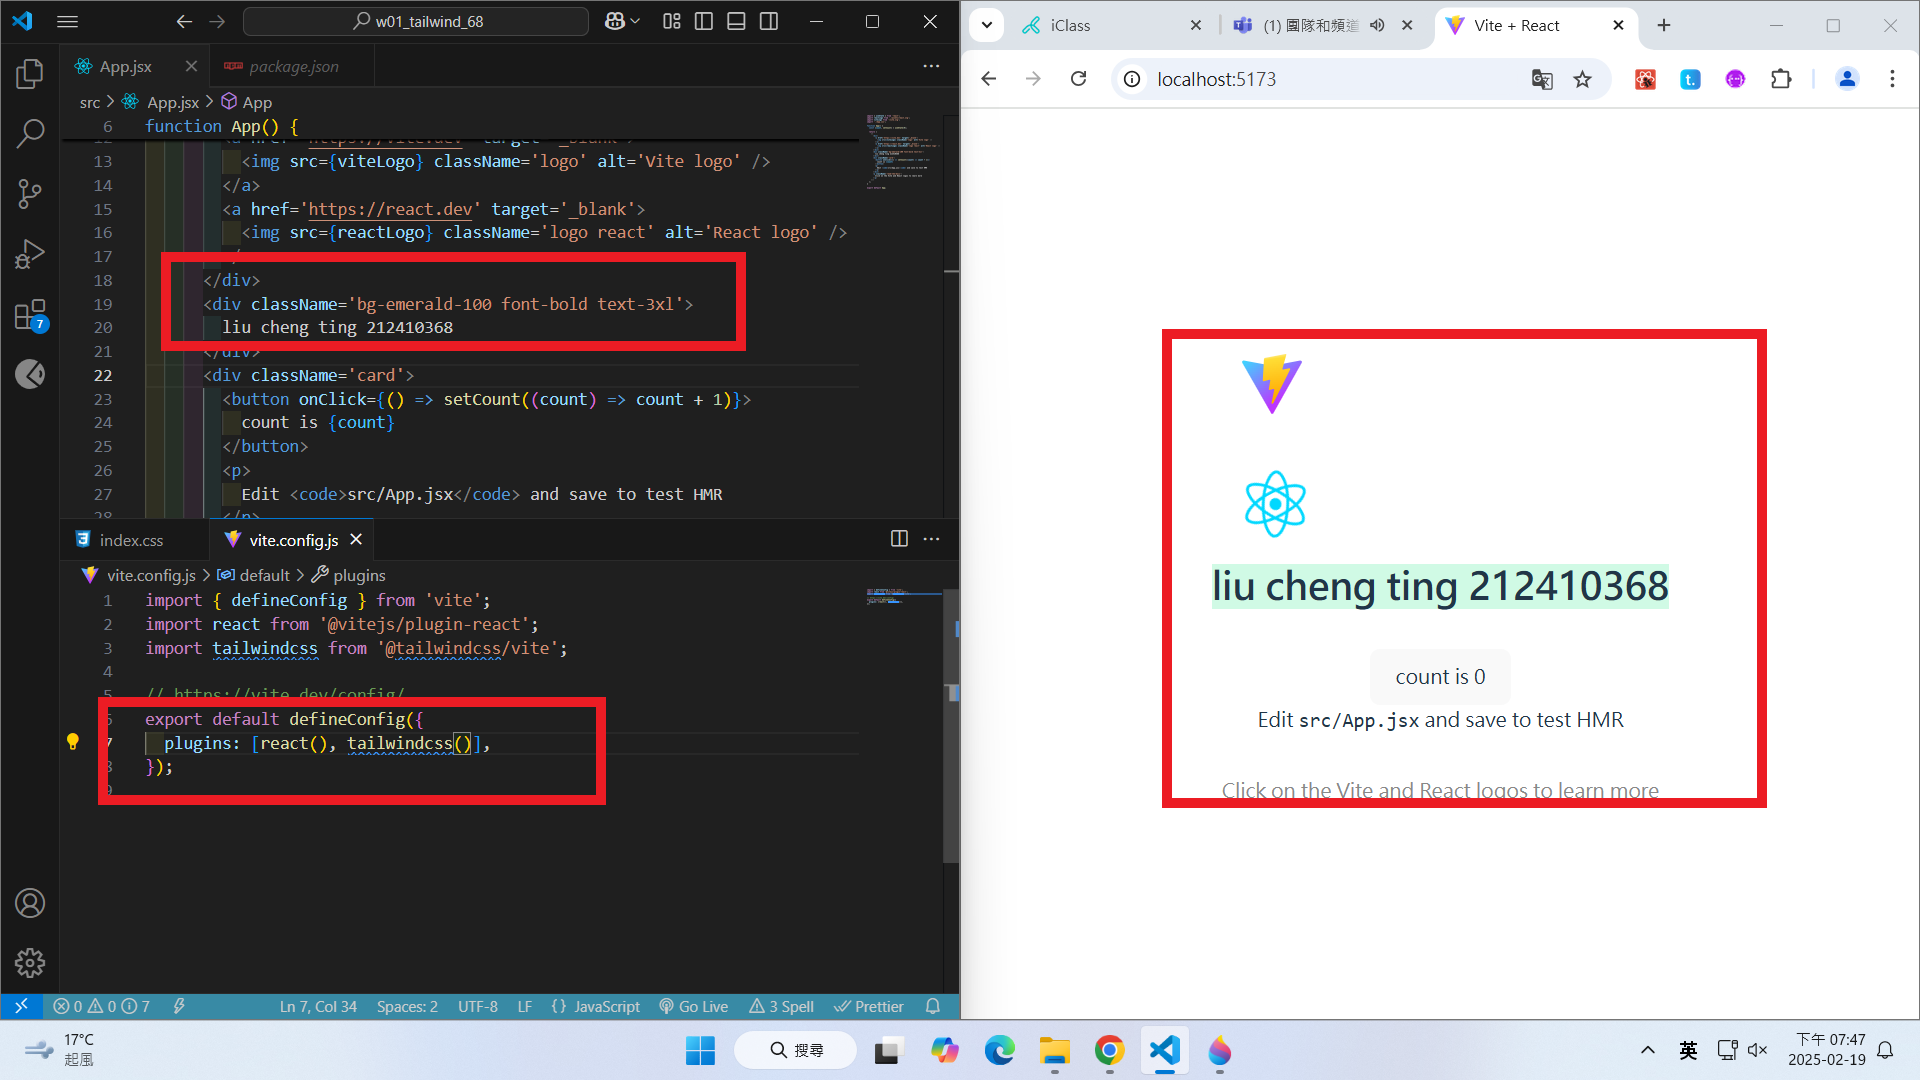 w01_tailwind_68
App.jsx
package.json
src > App.jsx > App
6 function App() {
13 <img src={viteLogo} className='logo' alt='Vite logo' />
14 </a>
15 <a href='https://react.dev' target='_blank'>
16 <img src={reactLogo} className='logo react' alt='React logo' />
17
18 </div>
19 <div className='bg-emerald-100 font-bold text-3xl'>
20 liu cheng ting 212410368
21 </div>
22 <div className='card'>
23 <button onClick={() => setCount((count) => count + 1)}>
24 count is {count}
25 </button>
26 <p>
27 Edit <code>src/App.jsx</code> and save to test HMR
28 </p>
index.css
vite.config.js
vite.config.js > default > plugins
1 import { defineConfig } from 'vite';
2 import react from '@vitejs/plugin-react';
3 import tailwindcss from '@tailwindcss/vite';
4
5 // https://vite.dev/config/
6 export default defineConfig({
7 plugins: [react(), tailwindcss()],
8 });
9
7
0 0 7
Ln 7, Col 34
Spaces: 2
UTF-8
LF
{} JavaScript
Go Live
3 Spell
Prettier
iClass
(1) 團隊和頻道
Vite + React
localhost:5173
liu cheng ting 212410368
count is 0
Edit src/App.jsx and save to test HMR
Click on the Vite and React logos to learn more
17°C
起風
搜尋
英
下午 07:47
2025-02-19